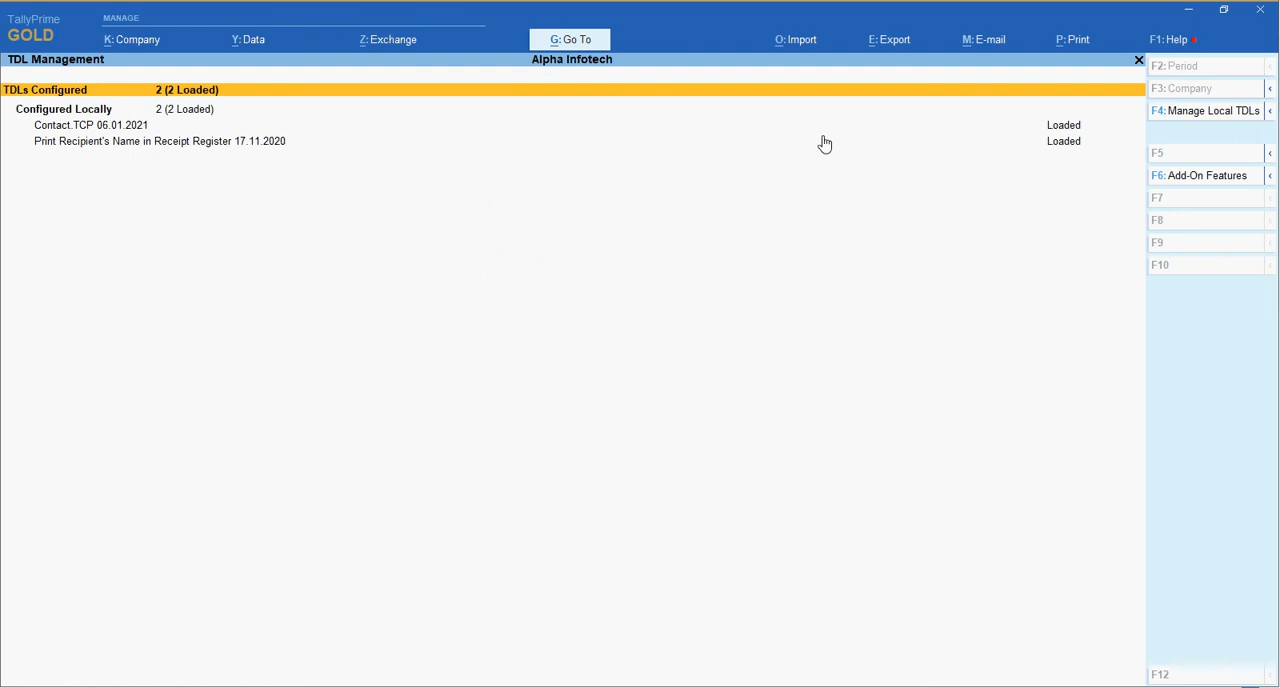 TallyPrime
GOLD
MANAGE
K: Company
Y: Data
Z: Exchange
G: Go To
O: Import
E: Export
M: E-mail
P: Print
F1: Help
TDL Management
Alpha Infotech
TDLs Configured 2 (2 Loaded)
Configured Locally 2 (2 Loaded)
Contact.TCP 06.01.2021 Loaded
Print Recipient's Name in Receipt Register 17.11.2020 Loaded
F2: Period
F3: Company
F4: Manage Local TDLs
F5
F6: Add-On Features
F7
F8
F9
F10
F12